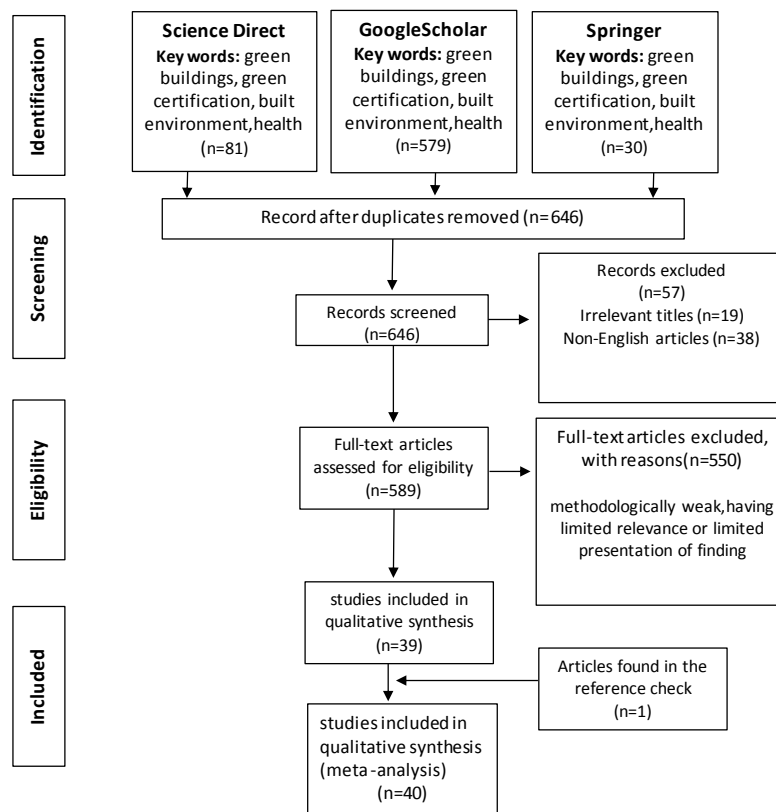 Identification
Science Direct
Key words: green
buildings, green
certification, built
environment,health
(n=81)
GoogleScholar
Key words: green
buildings, green
certification, built
environment,health
(n=579)
Springer
Key words: green
buildings, green
certification, built
environment,health
(n=30)
Screening
Record after duplicates removed (n=646)
Records screened
(n=646)
Records excluded
(n=57)
Irrelevant titles (n=19)
Non-English articles (n=38)
Eligibility
Full-text articles
assessed for eligibility
(n=589)
Full-text articles excluded,
with reasons(n=550)
methodologically weak,having
limited relevance or limited
presentation of finding
Included
studies included in
qualitative synthesis
(n=39)
Articles found in the
reference check
(n=1)
studies included in
qualitative synthesis
(meta-analysis)
(n=40)